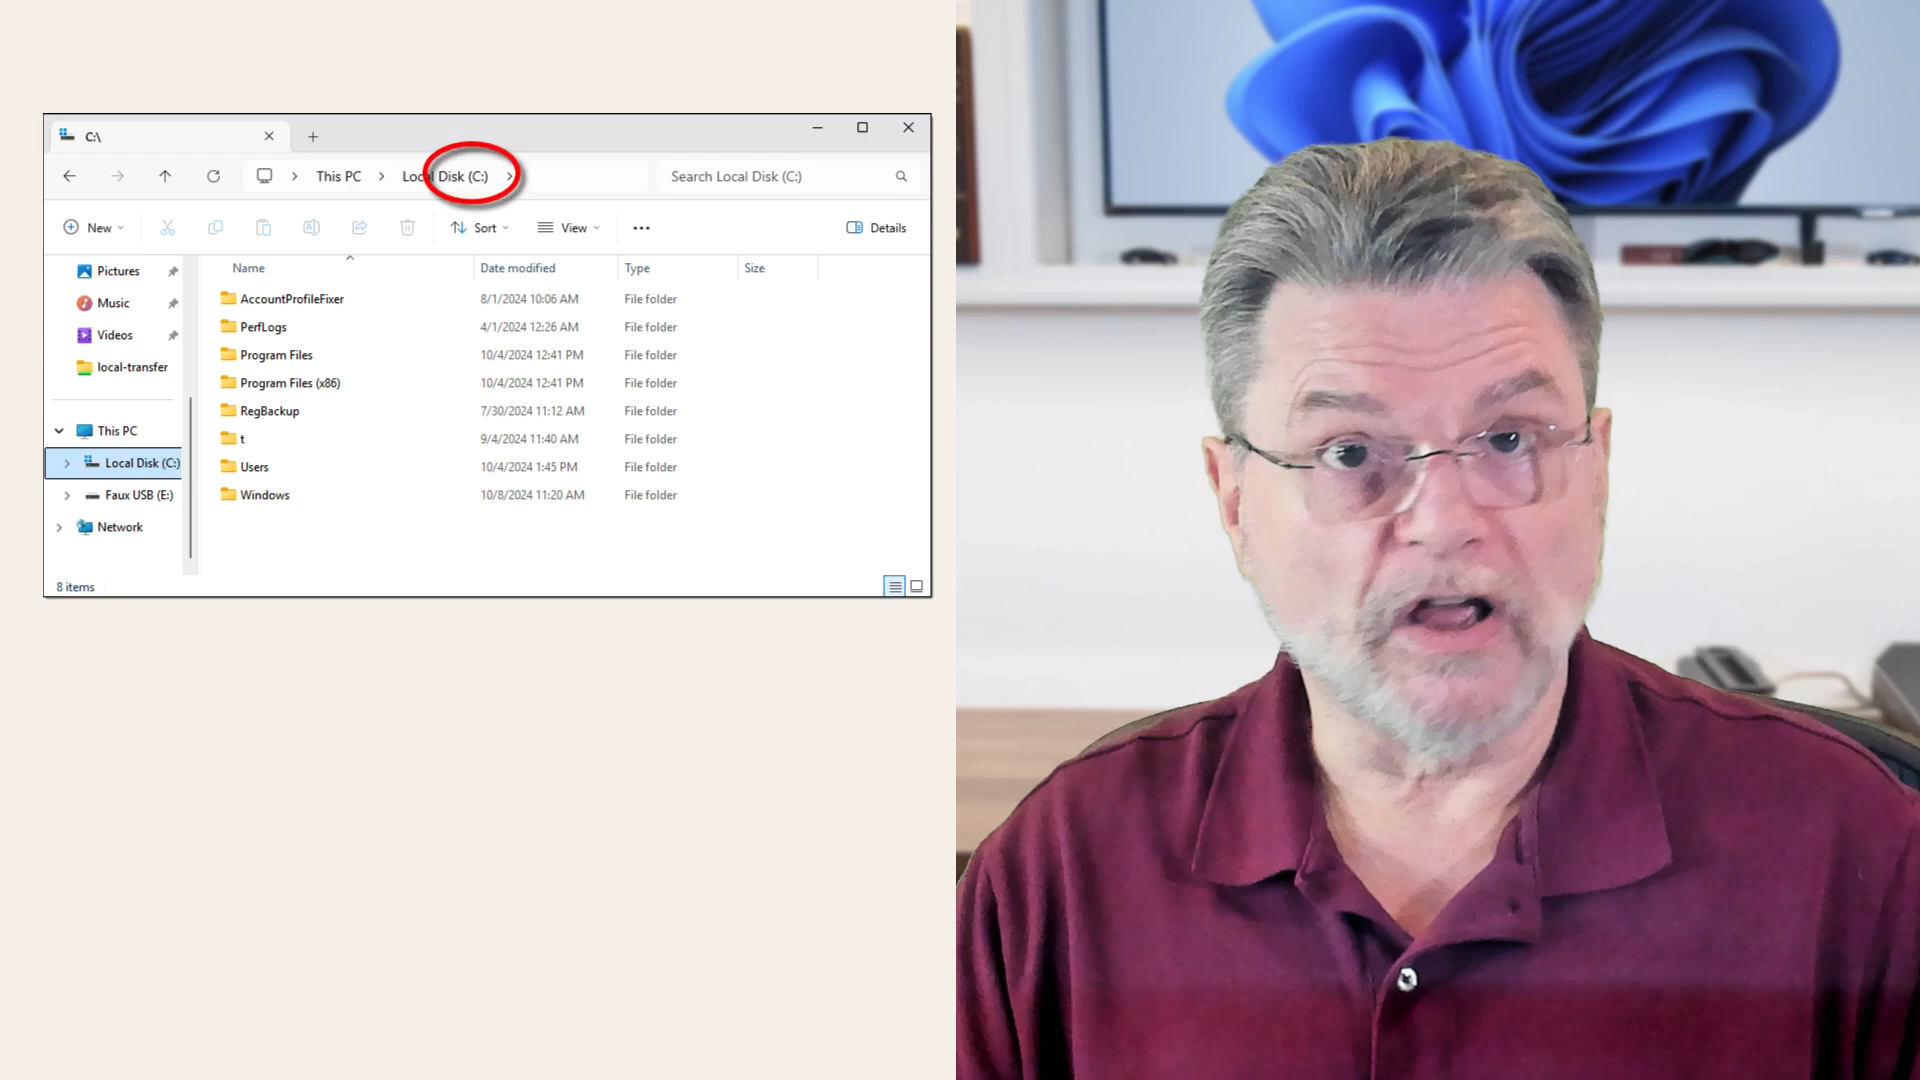 C:\
This PC > Local Disk (C:) >
Search Local Disk (C:)
New
Sort
View
Details
Pictures
Music
Videos
local-transfer
This PC
Local Disk (C:)
Faux USB (E:)
Network
Name Date modified Type Size
AccountProfileFixer 8/1/2024 10:06 AM File folder
PerfLogs 4/1/2024 12:26 AM File folder
Program Files 10/4/2024 12:41 PM File folder
Program Files (x86) 10/4/2024 12:41 PM File folder
RegBackup 7/30/2024 11:12 AM File folder
t 9/4/2024 11:40 AM File folder
Users 10/4/2024 1:45 PM File folder
Windows 10/8/2024 11:20 AM File folder
8 items